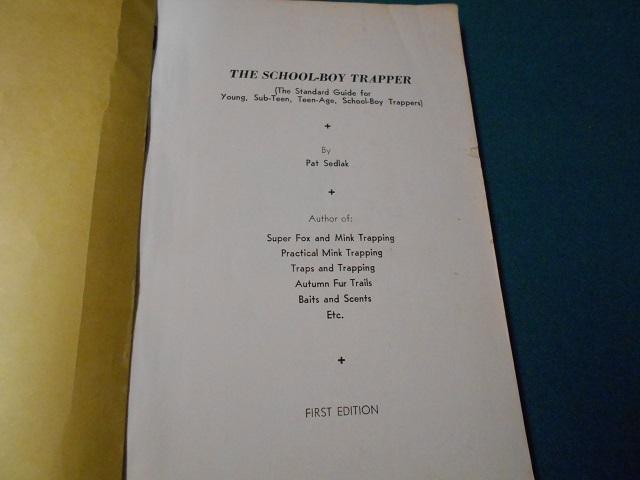 THE SCHOOL-BOY TRAPPER
(The Standard Guide for
Young, Sub-Teen, Teen-Age, School-Boy Trappers)
+
By
Pat Sedlak
+
Author of:
Super Fox and Mink Trapping
Practical Mink Trapping
Traps and Trapping
Autumn Fur Trails
Baits and Scents
Etc.
+
FIRST EDITION